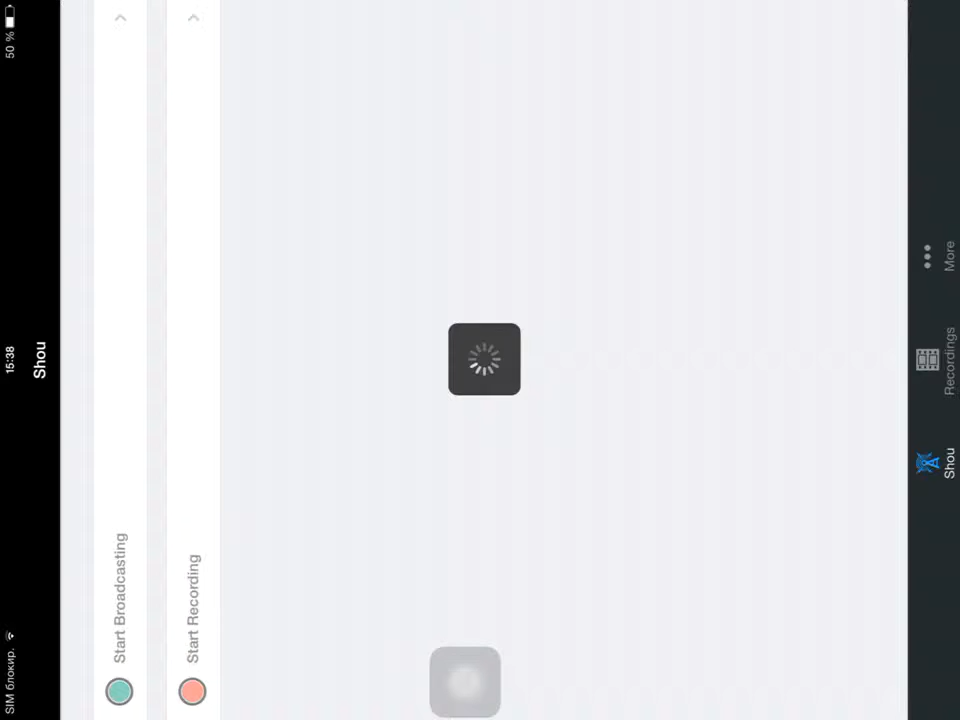 SIM блокир.
15:38
50 %
Shou
Start Broadcasting
Start Recording
Shou
Recordings
More